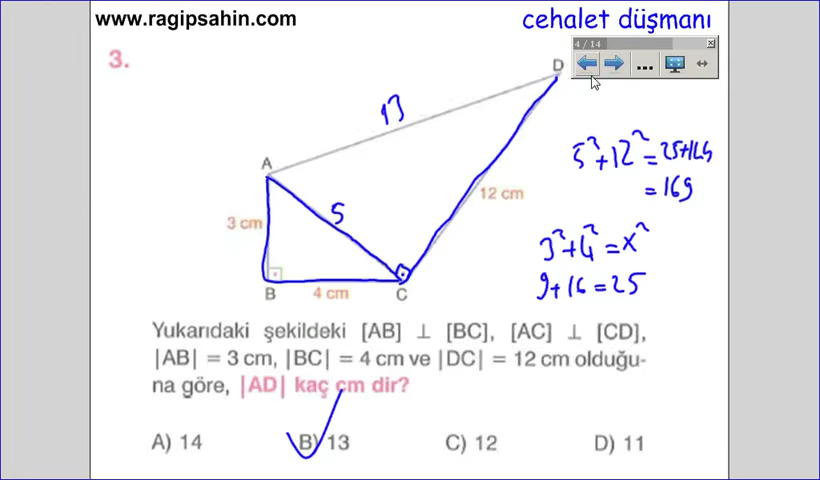 www.ragipsahin.com
cehalet düşmanı
4 / 14
3.
D
13
A
5² + 12² = 25 + 144
= 169
12 cm
5
3 cm
3² + 4² = x²
9 + 16 = 25
B
4 cm
C
Yukarıdaki şekildeki [AB] ⊥ [BC], [AC] ⊥ [CD],
|AB| = 3 cm, |BC| = 4 cm ve |DC| = 12 cm olduğu-
na göre, |AD| kaç cm dir?
A) 14
B) 13
C) 12
D) 11